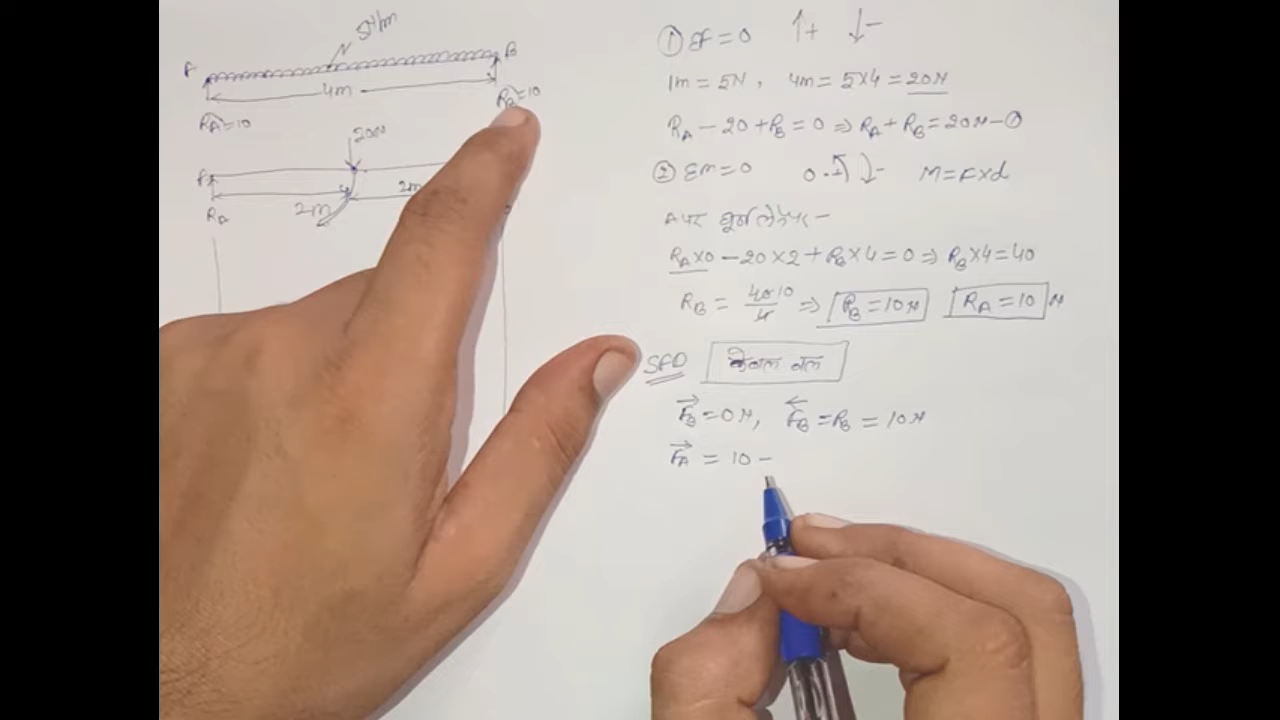 5N/m
A B
4m
RA=10 RB=10
20N
A
2m 2m
RA
① ΣF=0 ↑+ ↓-
1m=5N, 4m=5×4=20N
RA-20+RB=0⇒RA+RB=20N-①
② Σm=0 ↓- M=F×d
A पर घूर्ण लेने पर-
RA×0-20×2+RB×4=0⇒RB×4=40
RB=40/4 10⇒RB=10N RA=10N
SFD केवल बल
→FB=0N, ←FB=RB=10N
→FA=10-